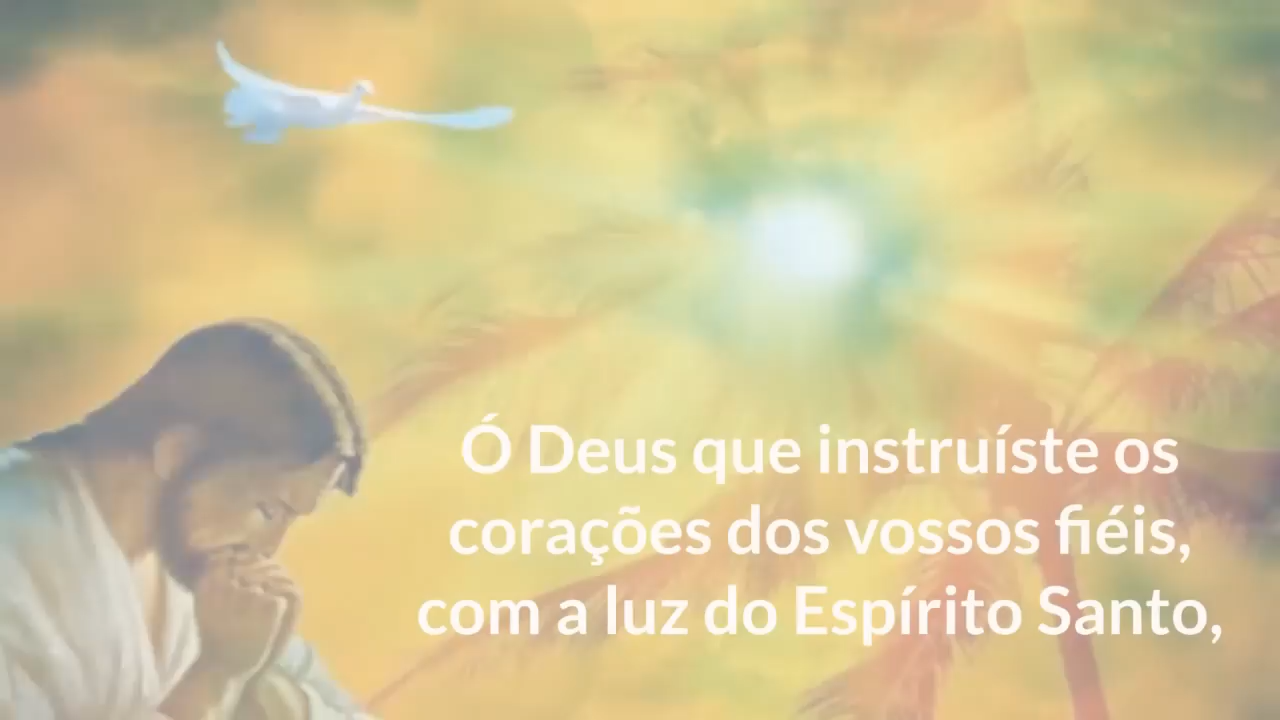 Ó Deus que instruíste os
corações dos vossos fiéis,
com a luz do Espírito Santo,